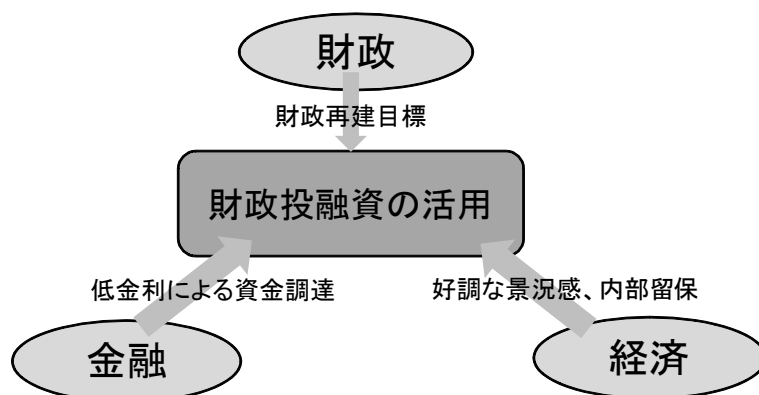 財政
財政再建目標
財政投融資の活用
低金利による資金調達
好調な景況感、内部留保
金融
経済